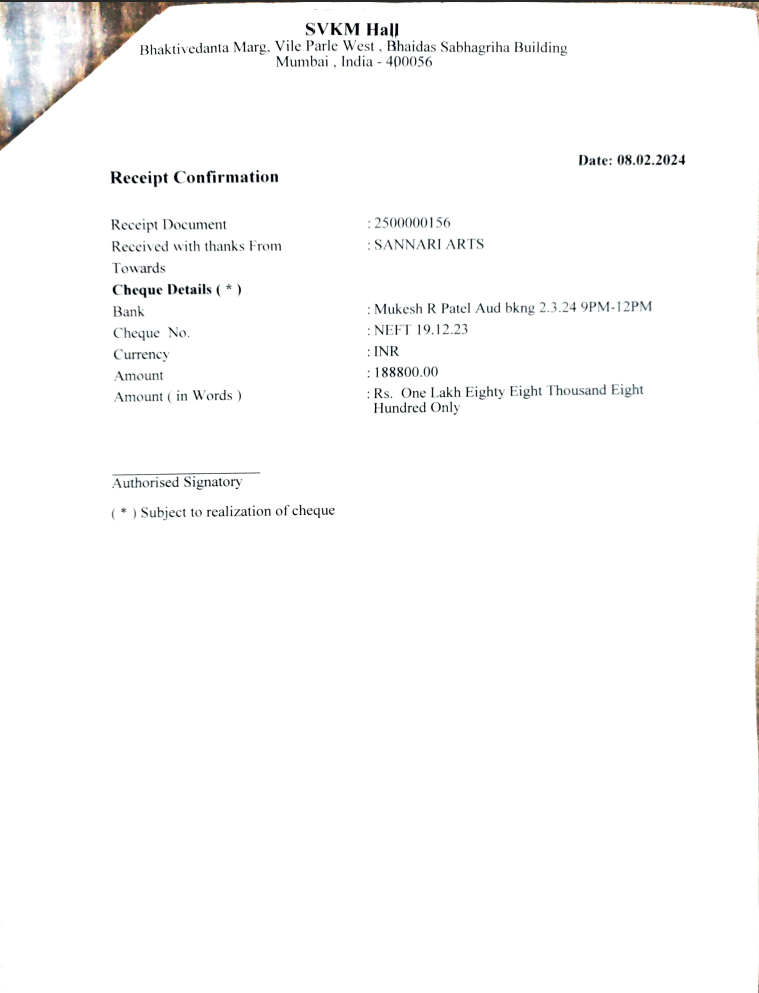 SVKM Hall
Bhaktivedanta Marg, Vile Parle West , Bhaidas Sabhagriha Building
Mumbai , India - 400056
Date: 08.02.2024
Receipt Confirmation
Receipt Document : 2500000156
Received with thanks From : SANNARI ARTS
Towards
Cheque Details ( * )
Bank : Mukesh R Patel Aud bkng 2.3.24 9PM-12PM
Cheque No. : NEFT 19.12.23
Currency : INR
Amount : 188800.00
Amount ( in Words ) : Rs. One Lakh Eighty Eight Thousand Eight
Hundred Only
Authorised Signatory
( * ) Subject to realization of cheque